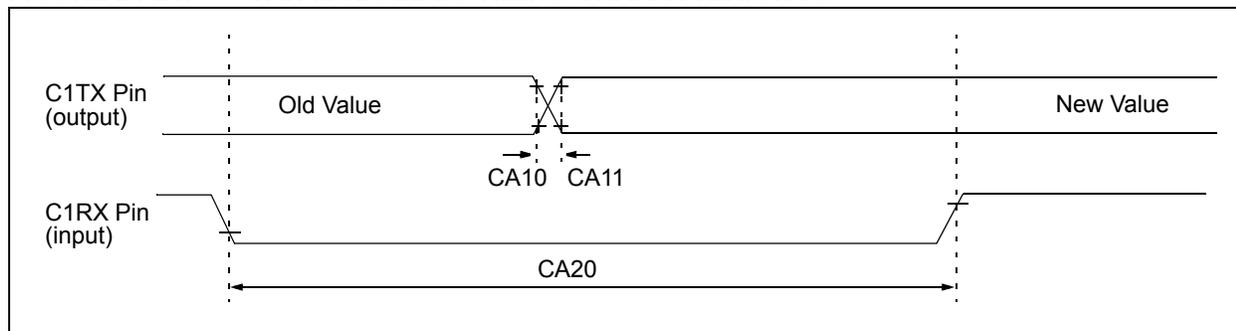 C1TX Pin
(output)
Old Value
New Value
CA10
CA11
C1RX Pin
(input)
CA20